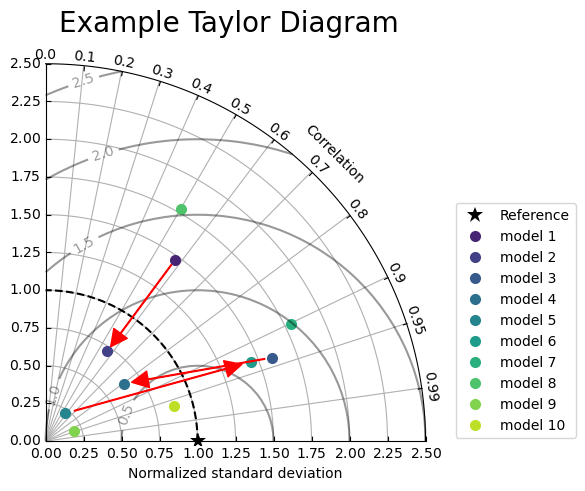 Example Taylor Diagram
0.0
0.1
0.2
0.3
0.4
0.5
0.6
Correlation
0.7
0.8
0.9
0.95
0.99
2.50
2.25
2.00
1.75
1.50
1.25
1.00
0.75
0.50
0.25
0.00
2.5
2.0
1.5
1.0
0.5
0.00 0.25 0.50 0.75 1.00 1.25 1.50 1.75 2.00 2.25 2.50
Normalized standard deviation
Reference
model 1
model 2
model 3
model 4
model 5
model 6
model 7
model 8
model 9
model 10